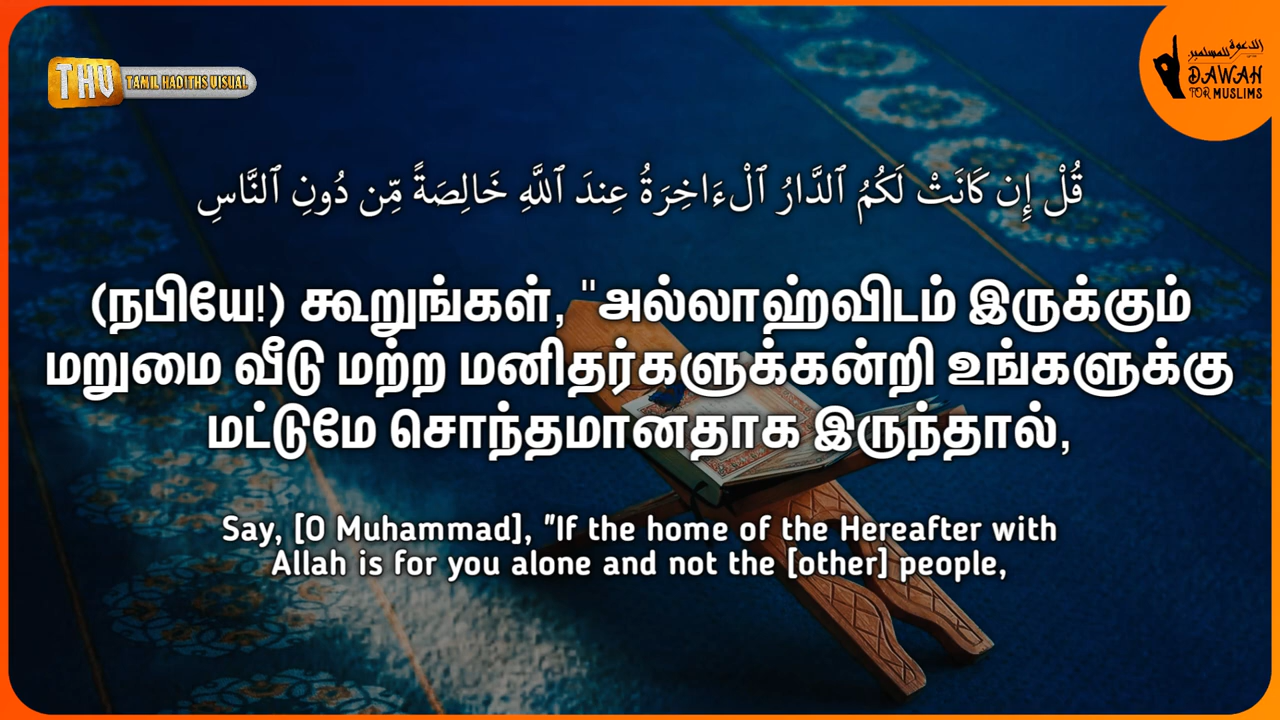 THV TAMIL HADITHS VISUAL
الدعوة للمسلمين
DAWAH
FOR MUSLIMS
قُلْ إِن كَانَتْ لَكُمُ ٱلدَّارُ ٱلْءَاخِرَةُ عِندَ ٱللَّهِ خَالِصَةً مِّن دُونِ ٱلنَّاسِ
(நபியே!) கூறுங்கள், "அல்லாஹ்விடம் இருக்கும்
மறுமை வீடு மற்ற மனிதர்களுக்கன்றி உங்களுக்கு
மட்டுமே சொந்தமானதாக இருந்தால்,
Say, [O Muhammad], "If the home of the Hereafter with
Allah is for you alone and not the [other] people,